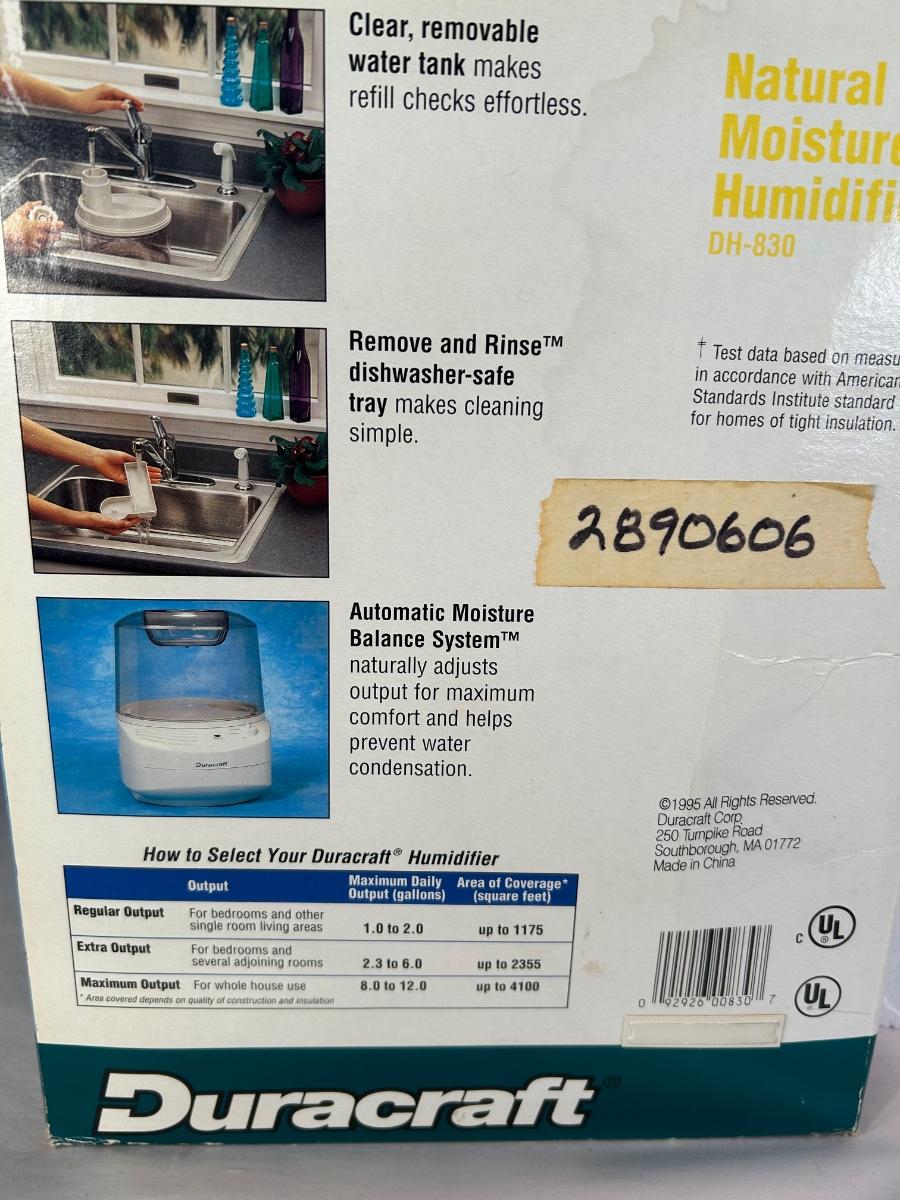 Clear, removable
water tank makes
refill checks effortless.
Natural
Moisture
Humidifi
DH-830
Remove and Rinse™
dishwasher-safe
tray makes cleaning
simple.
‡ Test data based on measu
in accordance with American
Standards Institute standard
for homes of tight insulation.
2890606
Automatic Moisture
Balance System™
naturally adjusts
output for maximum
comfort and helps
prevent water
condensation.
Duracraft
©1995 All Rights Reserved.
Duracraft Corp
250 Turnpike Road
Southborough, MA 01772
Made in China
How to Select Your Duracraft® Humidifier
Output Maximum Daily Output (gallons) Area of Coverage* (square feet)
Regular Output For bedrooms and other single room living areas 1.0 to 2.0 up to 1175
Extra Output For bedrooms and several adjoining rooms 2.3 to 6.0 up to 2355
Maximum Output For whole house use 8.0 to 12.0 up to 4100
* Area covered depends on quality of construction and insulation
C UL ®
UL ®
0 92926 00830 7
Duracraft®